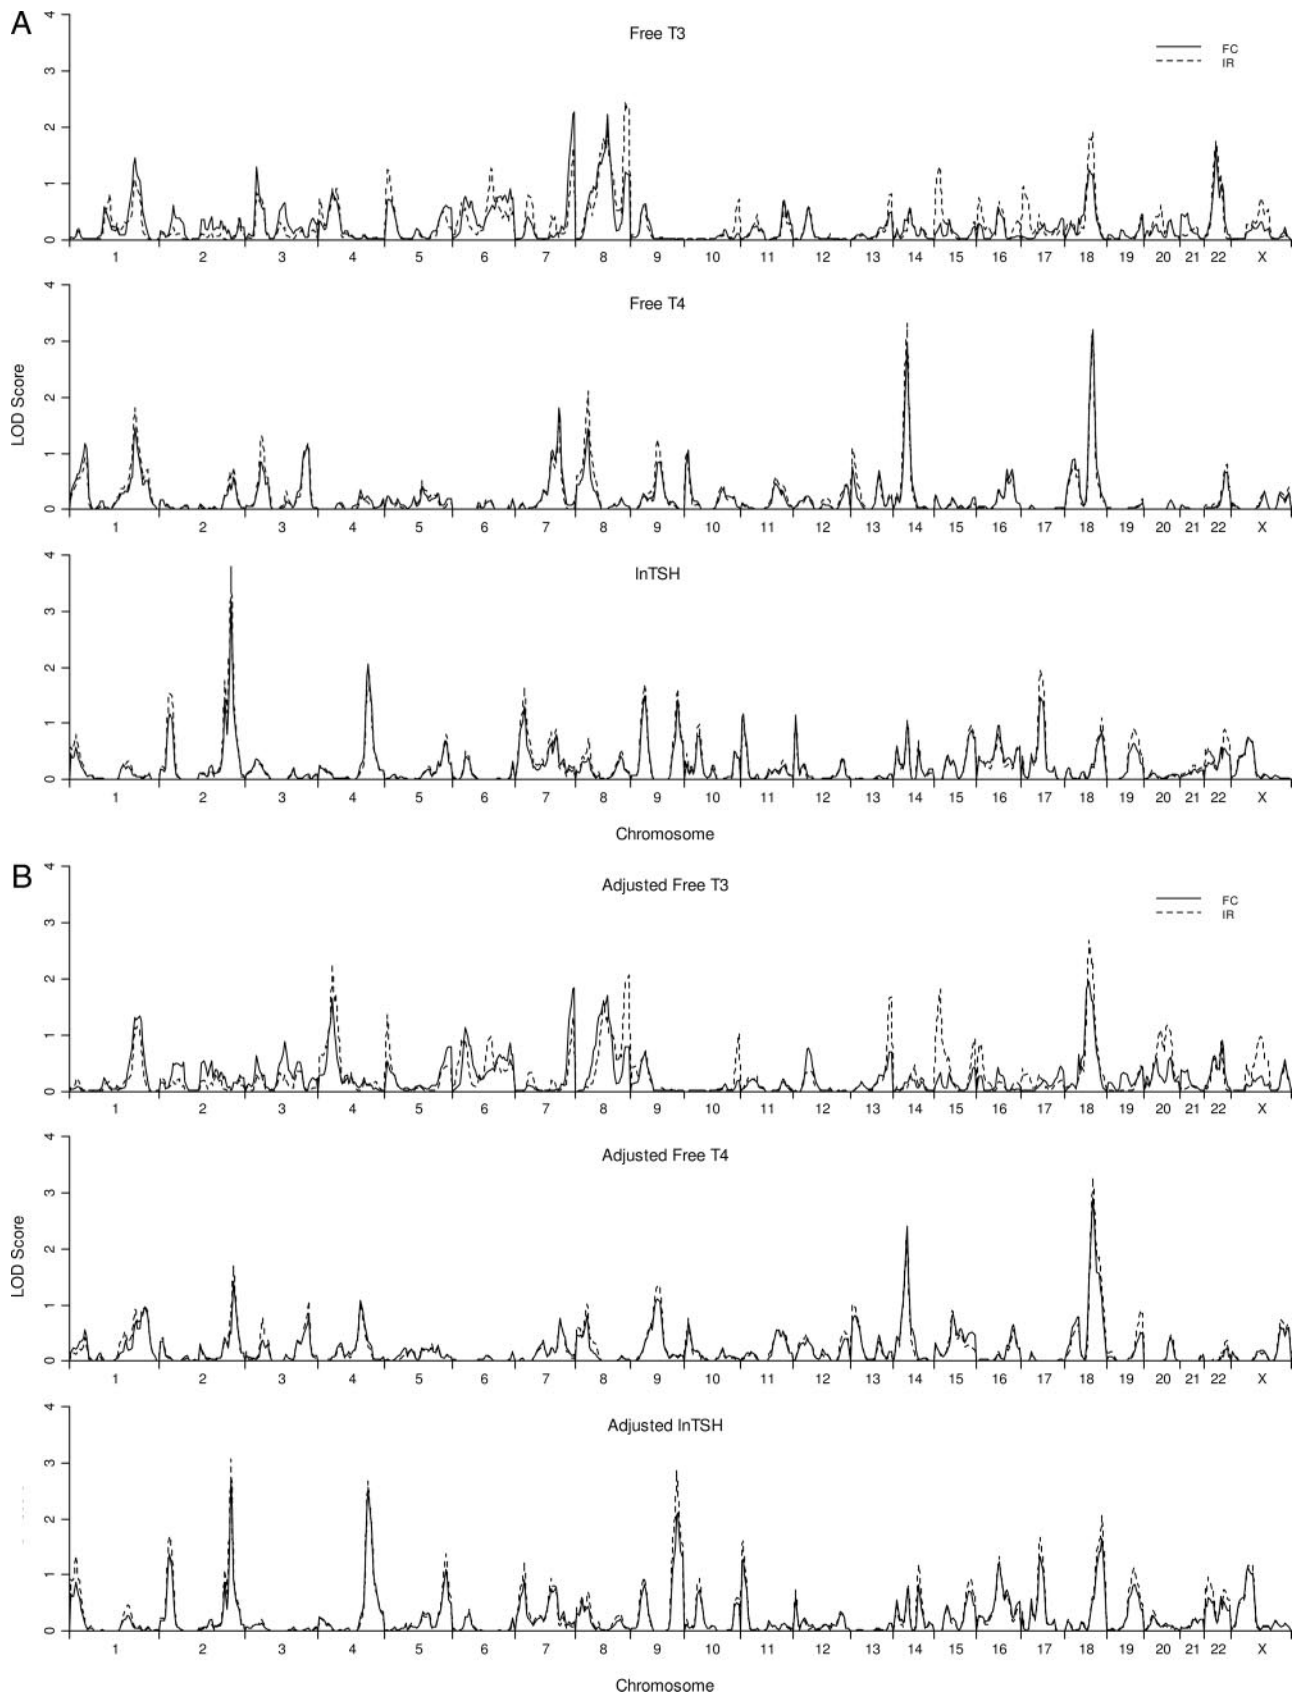 A
Free T3
FC
IR
4
3
2
1
0
1 2 3 4 5 6 7 8 9 10 11 12 13 14 15 16 17 18 19 20 21 22 X
Free T4
4
3
2
1
0
LOD Score
1 2 3 4 5 6 7 8 9 10 11 12 13 14 15 16 17 18 19 20 21 22 X
lnTSH
4
3
2
1
0
1 2 3 4 5 6 7 8 9 10 11 12 13 14 15 16 17 18 19 20 21 22 X
Chromosome
B
Adjusted Free T3
FC
IR
4
3
2
1
0
1 2 3 4 5 6 7 8 9 10 11 12 13 14 15 16 17 18 19 20 21 22 X
Adjusted Free T4
4
3
2
1
0
LOD Score
1 2 3 4 5 6 7 8 9 10 11 12 13 14 15 16 17 18 19 20 21 22 X
Adjusted lnTSH
4
3
2
1
0
1 2 3 4 5 6 7 8 9 10 11 12 13 14 15 16 17 18 19 20 21 22 X
Chromosome